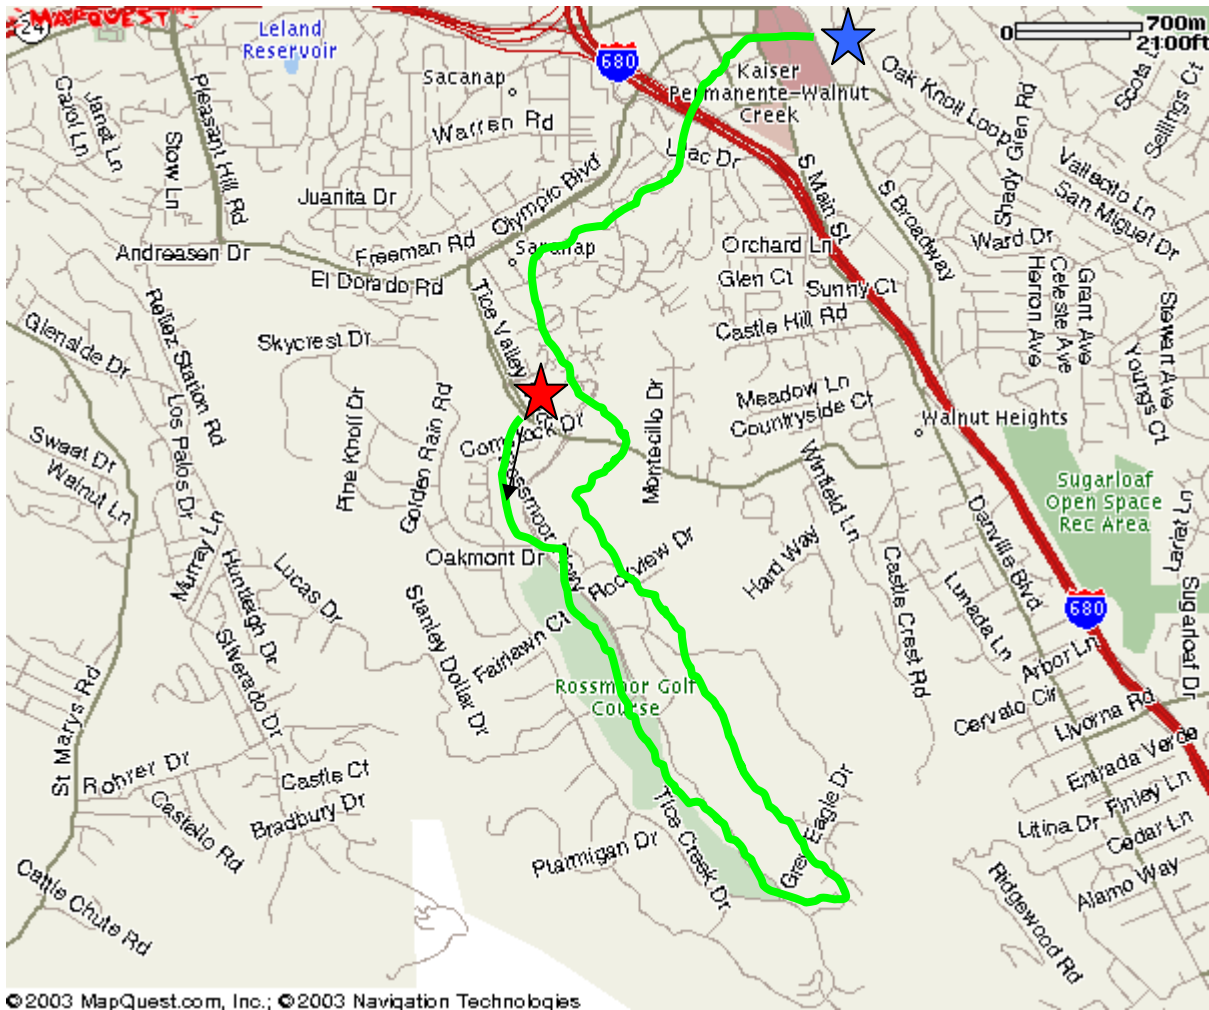 MARQUEST
24
Leland
Reservoir
680
0
700m
2100ft
Kaiser
Permanente-Walnut
Creek
Oak Knoll Loop
Sellings Ct
Sacanap
Warren Rd
Carol Ln
Janet Ln
Stow Ln
Pleasant Hill Rd
Lilac Dr
Shady Glen Rd
Vallecito Ln
San Miguel Dr
Juanita Dr
Olympic Blvd
S Main St
S Broadway
Andreasen Dr
Freeman Rd
Saranap
Orchard Ln
Ward Dr
El Dorado Rd
Glen Ct
Sunny Ct
Herron Ave
Celeste Ave
Grant Ave
Stewart Ave
Glenside Dr
Reliez Station Rd
Skycrest Dr
Tice Valley
Castle Hill Rd
Youngs Ct
Los Palos Dr
Pine Knoll Dr
Golden Rain Rd
Montecillo Dr
Meadow Ln
Countryside Ct
Walnut Heights
Sweet Dr
Walnut Ln
Comstock Dr
Rossmoor Pkwy
Winfield Ln
Sugarloaf
Open Space
Rec Area
Murray Ln
Huntleigh Dr
Lucas Dr
Oakmont Dr
Rockview Dr
Hard Way
Castle Crest Rd
Danville Blvd
Lunada Ln
Sugarloaf Dr
680
Stanley Dollar Dr
Fairlawn Ct
Silverado Dr
Arbor Ln
Rossmoor Golf
Course
Cervato Cir
Livorna Rd
St Marys Rd
Rohrer Dr
Castle Ct
Bradbury Dr
Castello Rd
Entrada Verde
Finley Ln
Tice Creek Dr
Grey Eagle Dr
Litina Dr
Cedar Ln
Ptarmigan Dr
Alamo Way
Cattle Chute Rd
Ridgewood Rd
©2003 MapQuest.com, Inc.; ©2003 Navigation Technologies